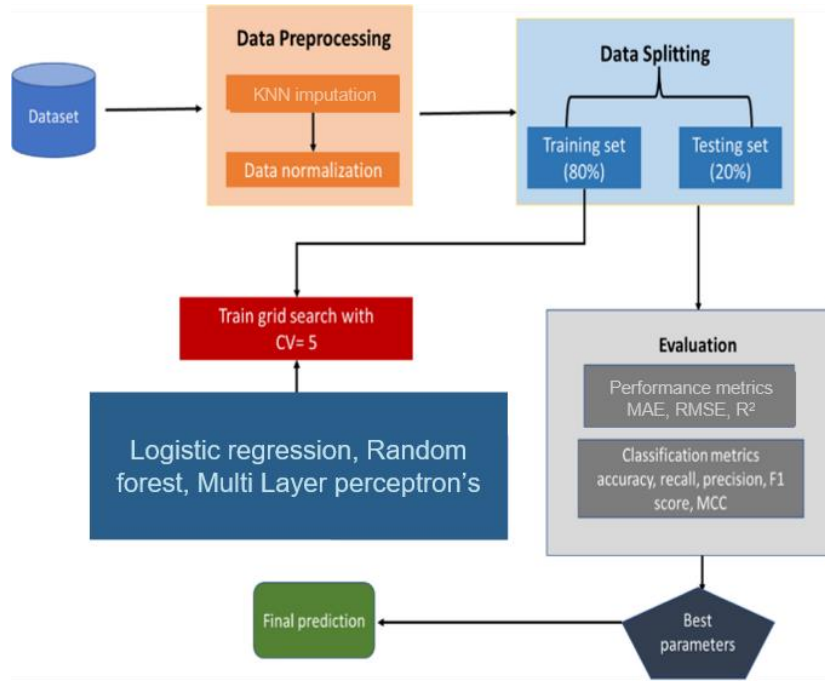 Dataset
Data Preprocessing
KNN imputation
Data normalization
Data Splitting
Training set
(80%)
Testing set
(20%)
Train grid search with
CV= 5
Logistic regression, Random
forest, Multi Layer perceptron's
Evaluation
Performance metrics
MAE, RMSE, R²
Classification metrics
accuracy, recall, precision, F1
score, MCC
Best
parameters
Final prediction